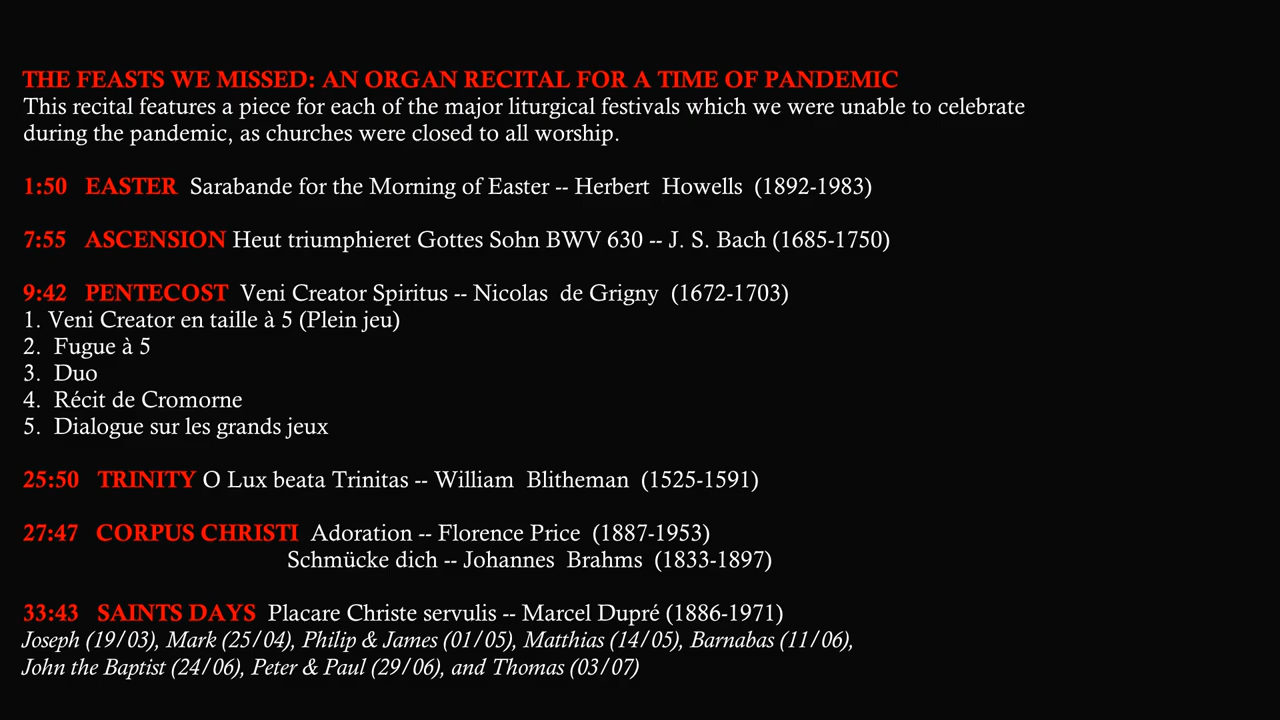 THE FEASTS WE MISSED: AN ORGAN RECITAL FOR A TIME OF PANDEMIC
This recital features a piece for each of the major liturgical festivals which we were unable to celebrate
during the pandemic, as churches were closed to all worship.
1:50 EASTER Sarabande for the Morning of Easter -- Herbert Howells (1892-1983)
7:55 ASCENSION Heut triumphieret Gottes Sohn BWV 630 -- J. S. Bach (1685-1750)
9:42 PENTECOST Veni Creator Spiritus -- Nicolas de Grigny (1672-1703)
1. Veni Creator en taille à 5 (Plein jeu)
2. Fugue à 5
3. Duo
4. Récit de Cromorne
5. Dialogue sur les grands jeux
25:50 TRINITY O Lux beata Trinitas -- William Blitheman (1525-1591)
27:47 CORPUS CHRISTI Adoration -- Florence Price (1887-1953)
Schmücke dich -- Johannes Brahms (1833-1897)
33:43 SAINTS DAYS Placare Christe servulis -- Marcel Dupré (1886-1971)
Joseph (19/03), Mark (25/04), Philip & James (01/05), Matthias (14/05), Barnabas (11/06),
John the Baptist (24/06), Peter & Paul (29/06), and Thomas (03/07)